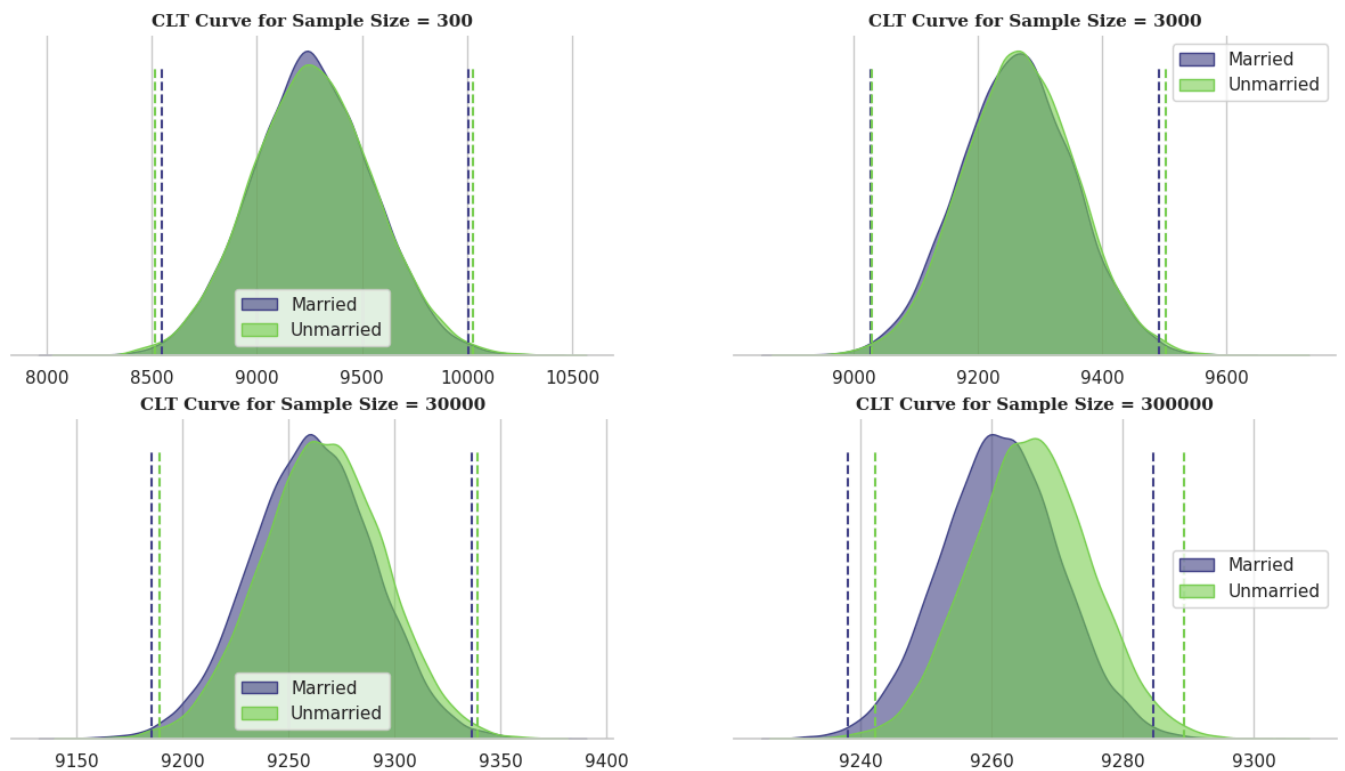 CLT Curve for Sample Size = 300
Married
Unmarried
8000 8500 9000 9500 10000 10500
CLT Curve for Sample Size = 3000
Married
Unmarried
9000 9200 9400 9600
CLT Curve for Sample Size = 30000
Married
Unmarried
9150 9200 9250 9300 9350 9400
CLT Curve for Sample Size = 300000
Married
Unmarried
9240 9260 9280 9300